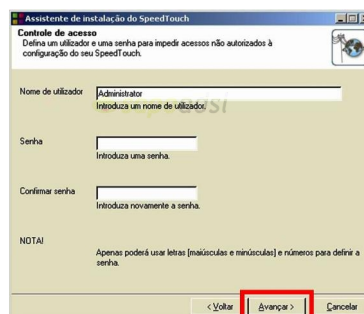 Assistente de instalação do SpeedTouch
Controle de acesso
Defina um utilizador e uma senha para impedir acessos não autorizados à
configuração do seu SpeedTouch.
Nome de utilizador
Administrator
Introduza um nome de utilizador.
Senha
Introduza uma senha.
Confirmar senha
Introduza novamente a senha.
NOTA!
Apenas poderá usar letras (maiúsculas e minúsculas) e números para definir a
senha.
< Voltar
Avançar >
Cancelar